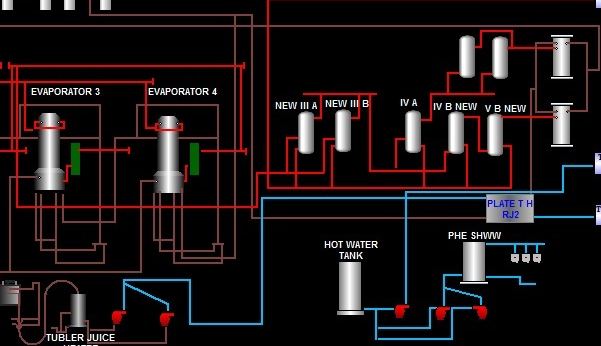 EVAPORATOR 3
EVAPORATOR 4
NEW III A
NEW III B
IV A
IV B NEW
V B NEW
PLATE T H
RJ2
HOT WATER
TANK
PHE SHWW
TUBLER JUICE